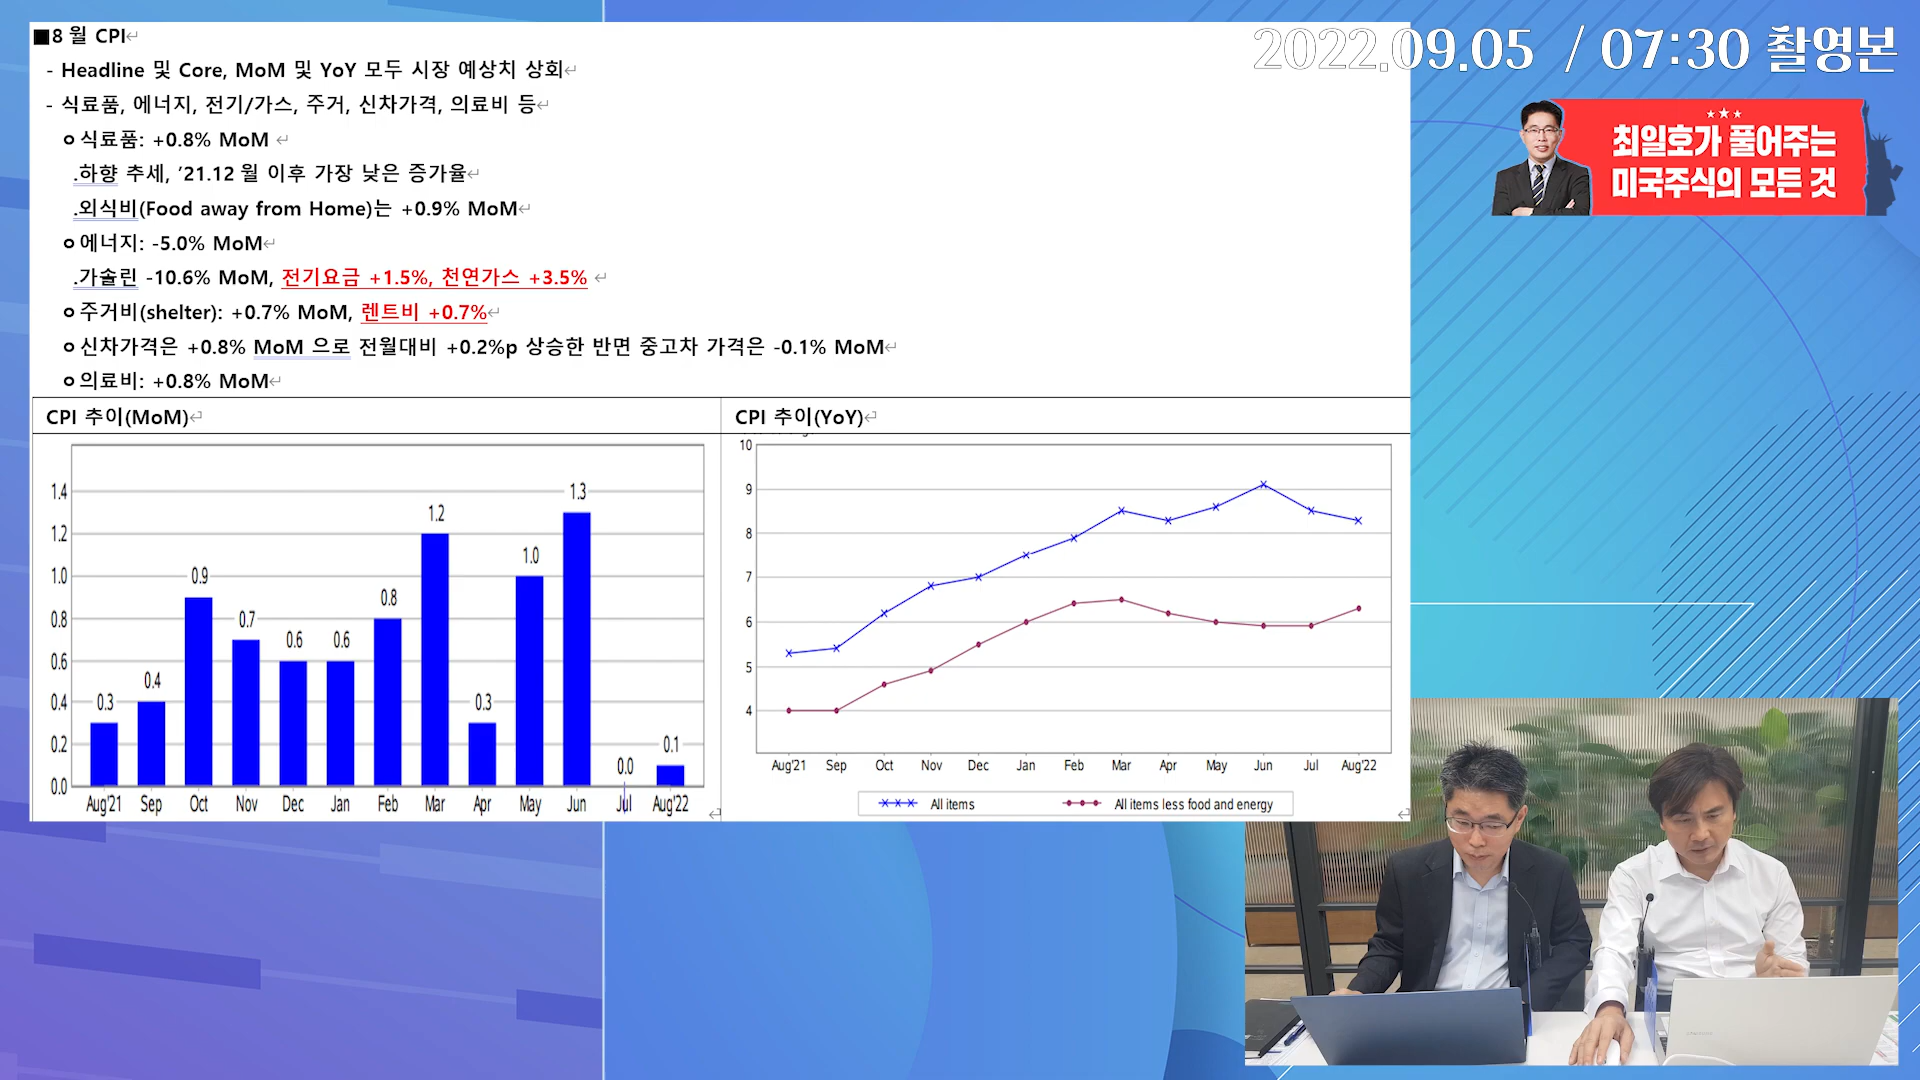 ■8 월 CPI
- Headline 및 Core, MoM 및 YoY 모두 시장 예상치 상회
- 식료품, 에너지, 전기/가스, 주거, 신차가격, 의료비 등
ㅇ식료품: +0.8% MoM
.하향 추세, ’21.12 월 이후 가장 낮은 증가율
.외식비(Food away from Home)는 +0.9% MoM
ㅇ에너지: -5.0% MoM
.가솔린 -10.6% MoM, 전기요금 +1.5%, 천연가스 +3.5%
ㅇ주거비(shelter): +0.7% MoM, 렌트비 +0.7%
ㅇ신차가격은 +0.8% MoM 으로 전월대비 +0.2%p 상승한 반면 중고차 가격은 -0.1% MoM
ㅇ의료비: +0.8% MoM
2022.09.05 / 07:30 촬영본
최일호가 풀어주는
미국주식의 모든 것
CPI 추이(MoM)
1.4
1.2
1.0
0.8
0.6
0.4
0.2
0.0
0.3
0.4
0.9
0.7
0.6
0.6
0.8
1.2
0.3
1.0
1.3
0.0
0.1
Aug'21 Sep Oct Nov Dec Jan Feb Mar Apr May Jun Jul Aug'22
CPI 추이(YoY)
10
9
8
7
6
5
4
Aug'21 Sep Oct Nov Dec Jan Feb Mar Apr May Jun Jul Aug'22
All items All items less food and energy